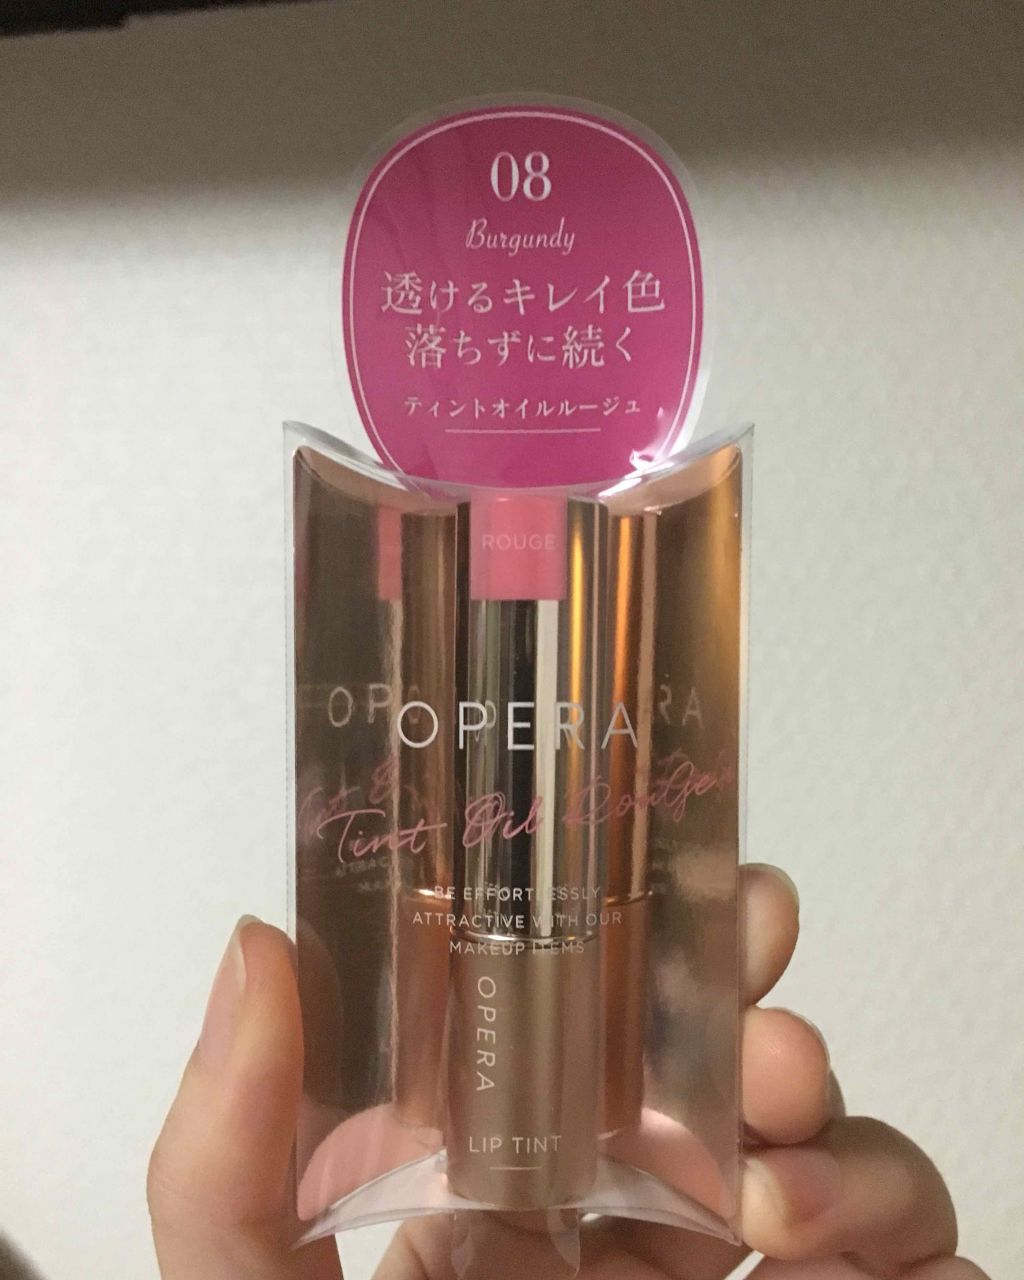 08
Burgundy
透けるキレイ色
落ちずに続く
ティントオイルルージュ
ROUGE
OPERA
Tint Oil Rouge
BE EFFORTLESSLY
ATTRACTIVE WITH OUR
MAKEUP ITEMS
OPERA
LIP TINT